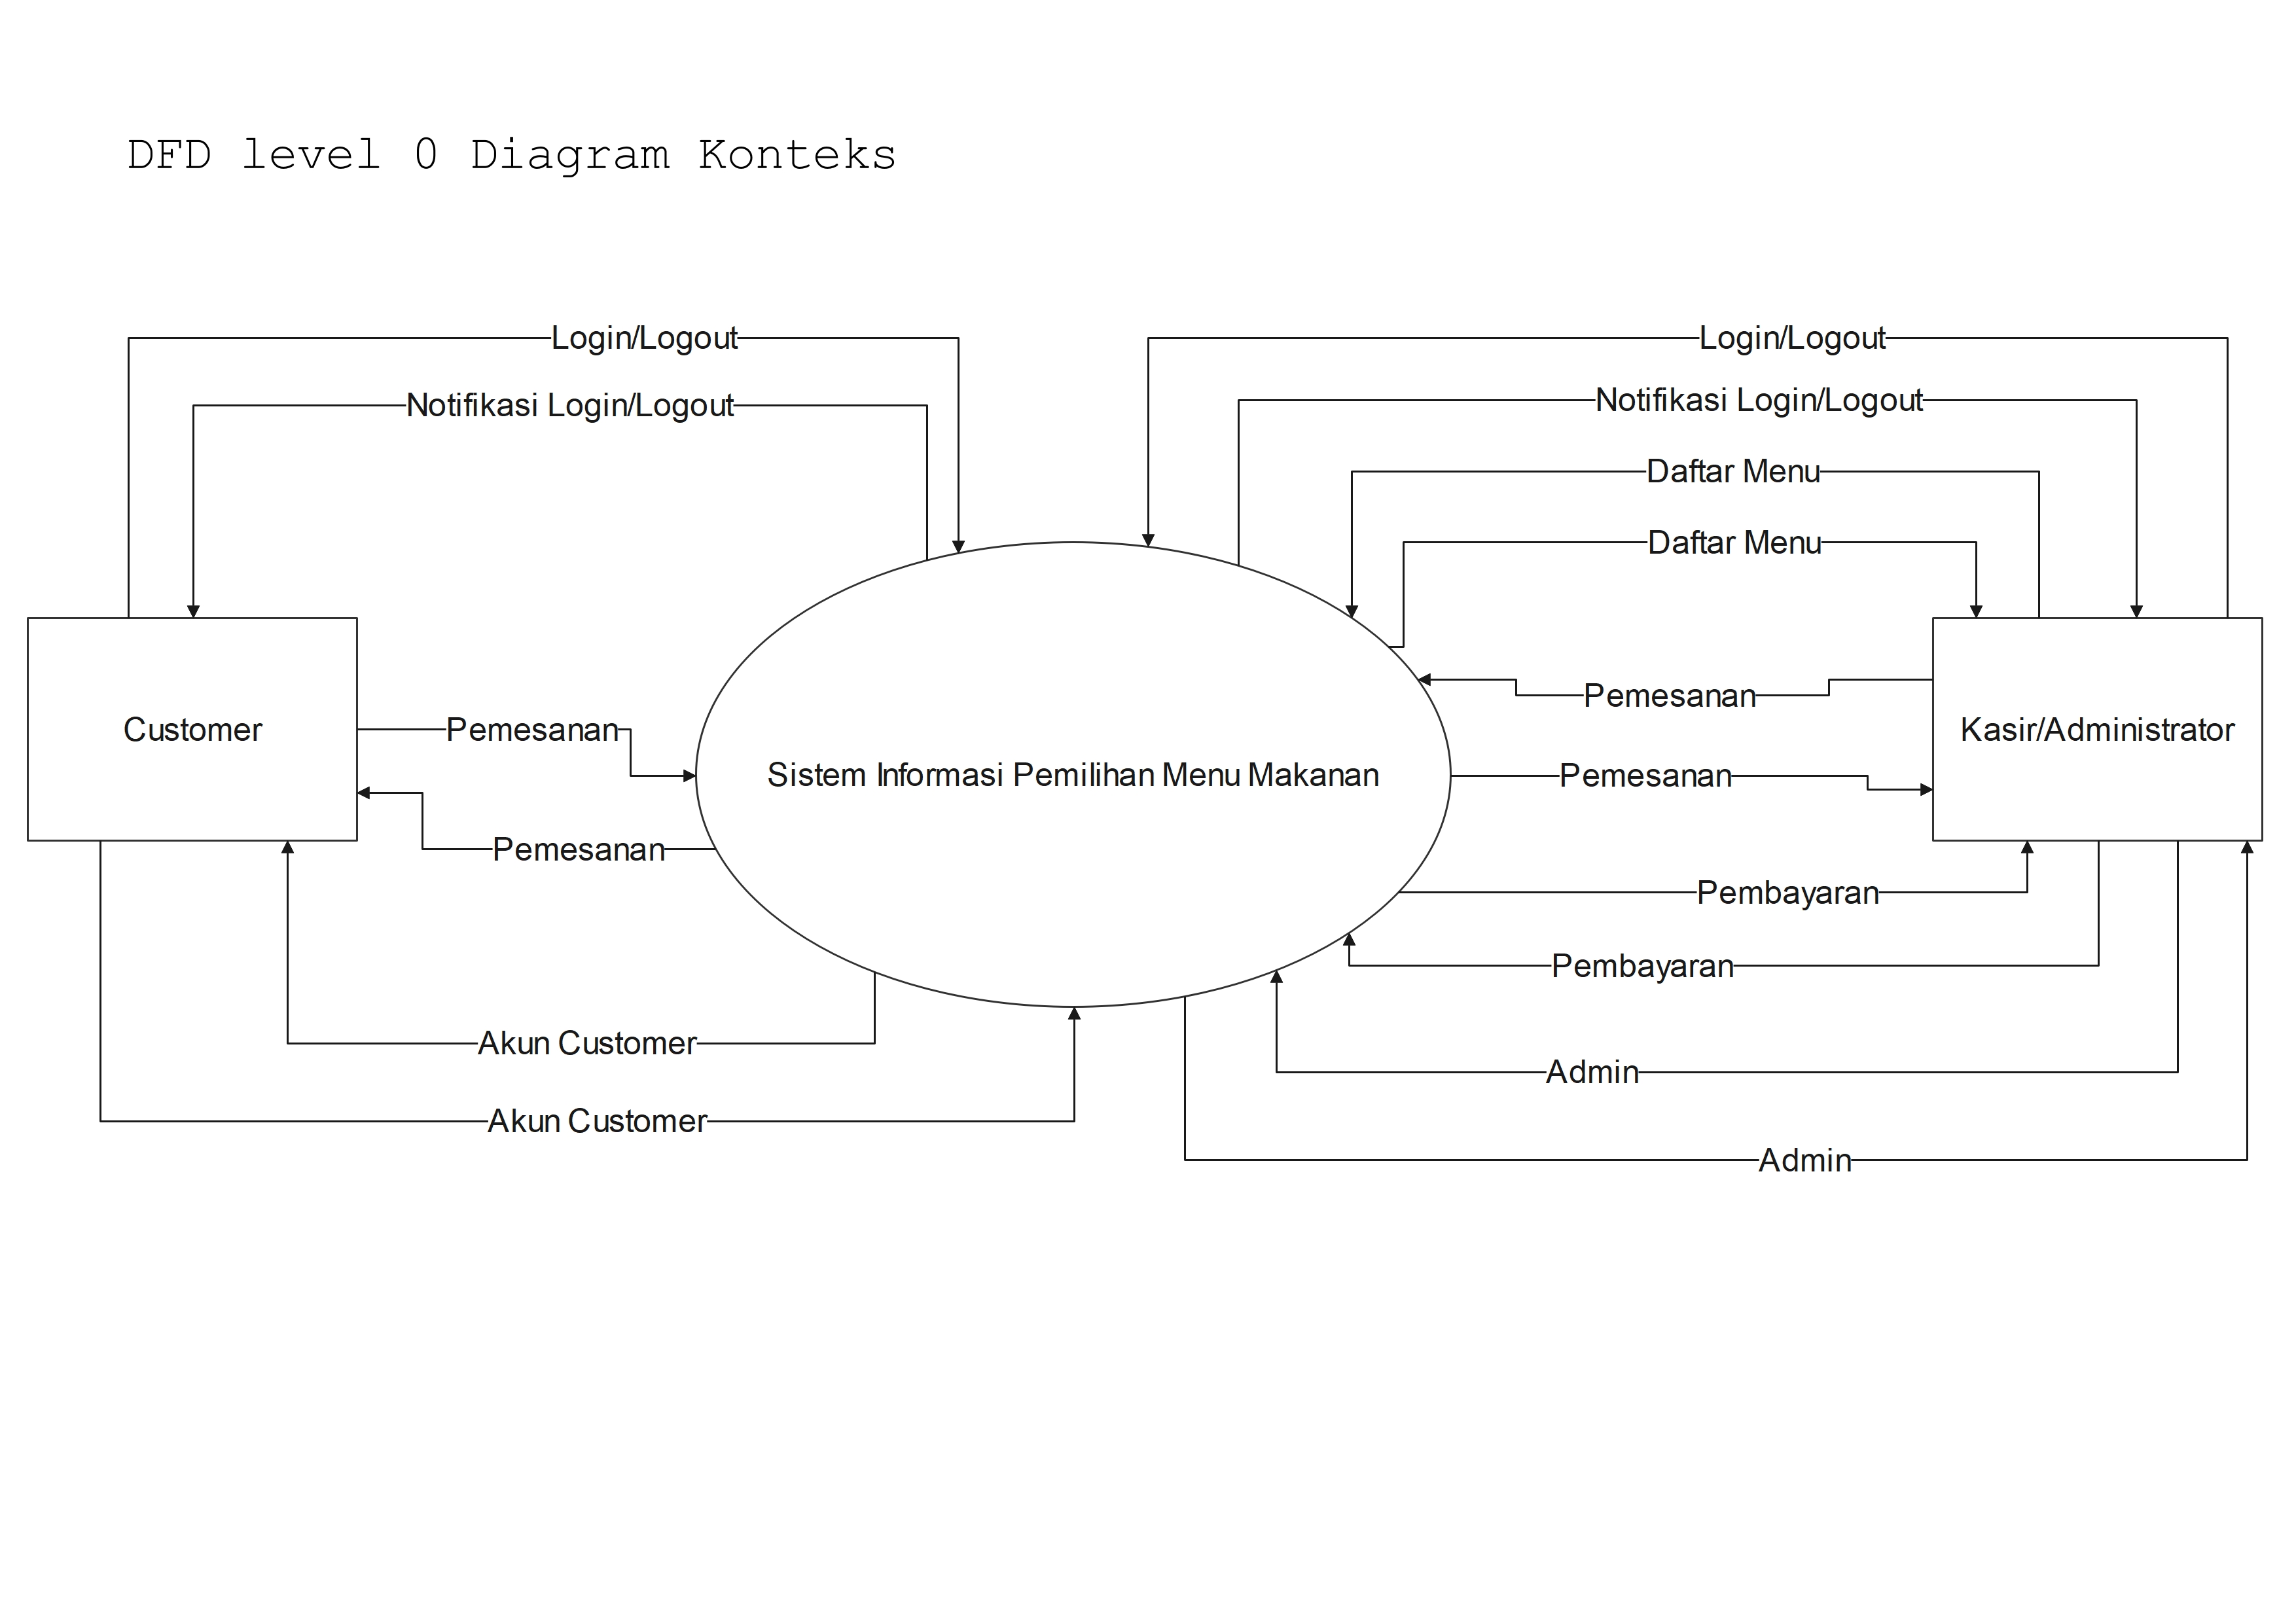 DFD level 0 Diagram Konteks
Login/Logout
Login/Logout
Notifikasi Login/Logout
Notifikasi Login/Logout
Daftar Menu
Daftar Menu
Pemesanan
Customer
Pemesanan
Kasir/Administrator
Sistem Informasi Pemilihan Menu Makanan
Pemesanan
Pemesanan
Pembayaran
Pembayaran
Akun Customer
Admin
Akun Customer
Admin